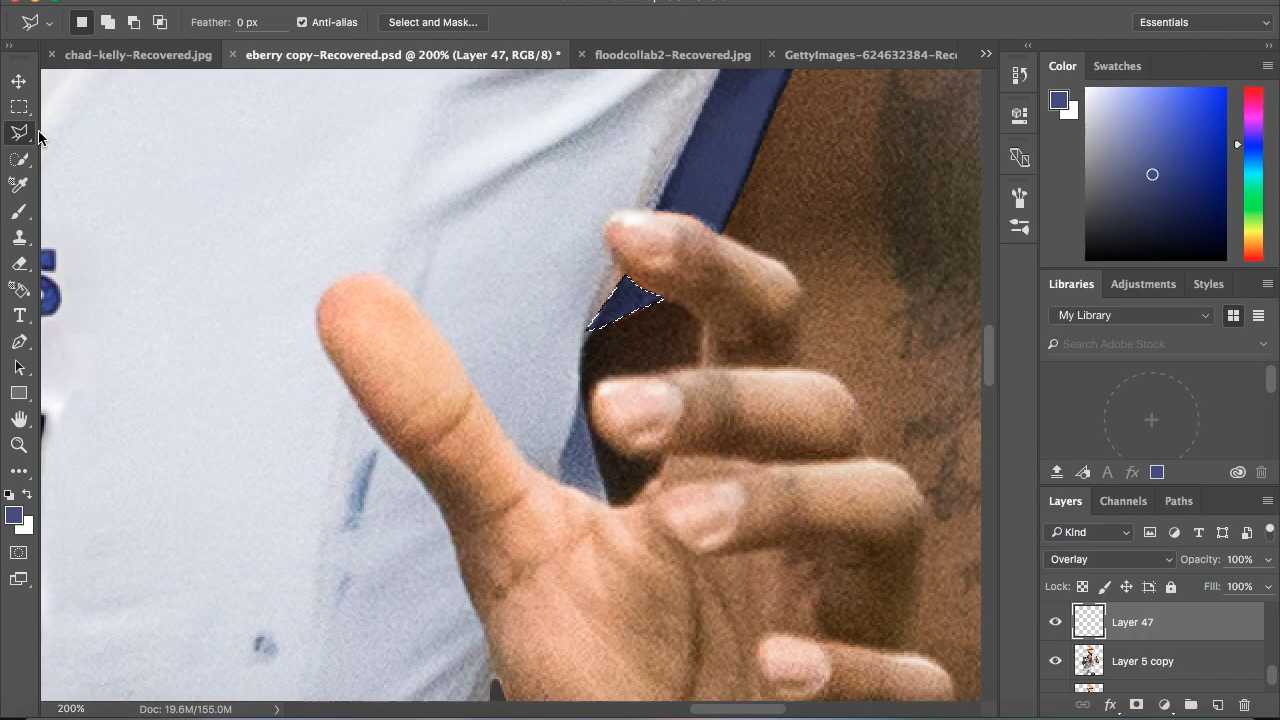 Feather: 0 px Anti-alias Select and Mask... Essentials
chad-kelly-Recovered.jpg eberry copy-Recovered.psd @ 200% (Layer 47, RGB/8) * floodcollab2-Recovered.jpg GettyImages-624632384-Reco
Color Swatches
Libraries Adjustments Styles
My Library
Search Adobe Stock
Layers Channels Paths
Kind
Overlay Opacity: 100%
Lock: Fill: 100%
Layer 47
Layer 5 copy
200% Doc: 19.6M/155.0M